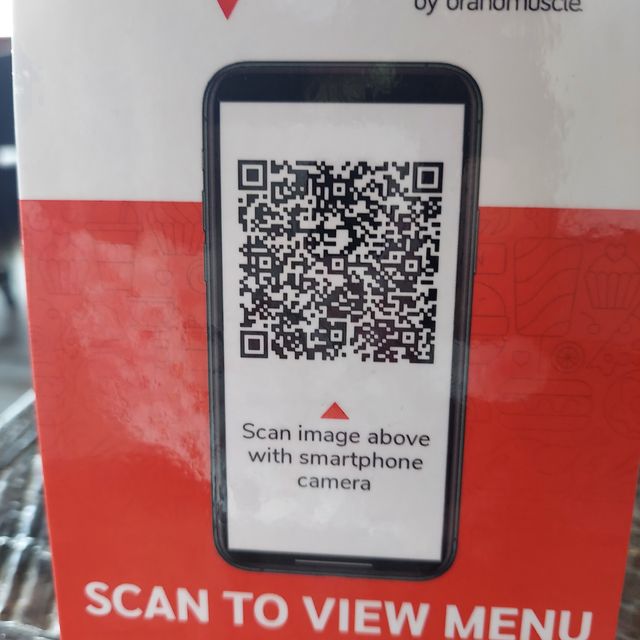 by brandmuscle
Scan image above
with smartphone
camera
SCAN TO VIEW MENU